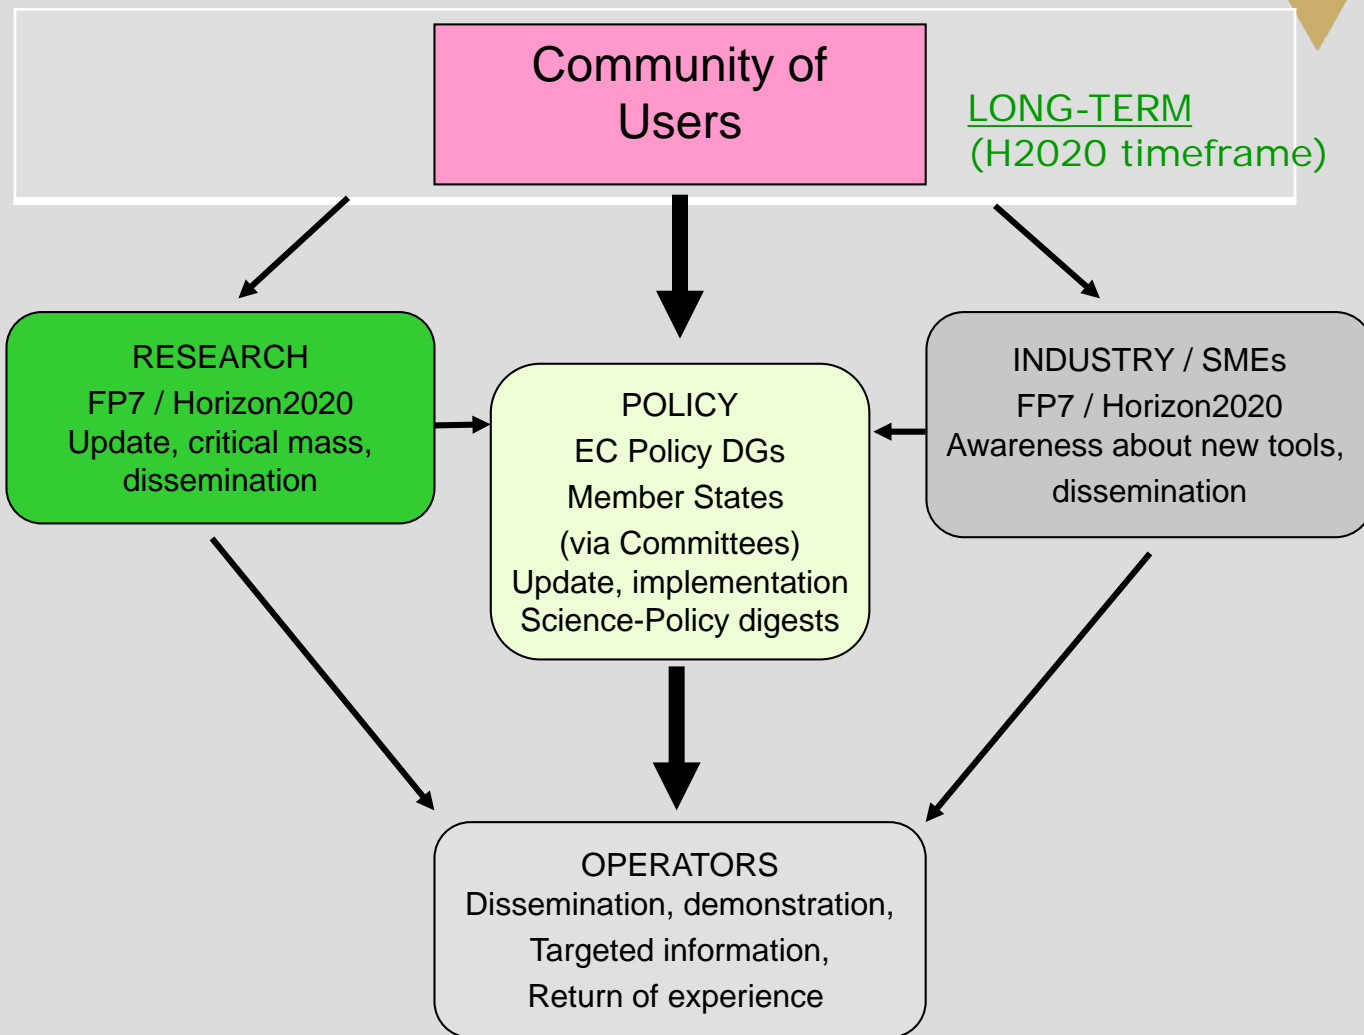 Community of
Users
LONG-TERM
(H2020 timeframe)
RESEARCH
FP7 / Horizon2020
Update, critical mass,
dissemination
POLICY
EC Policy DGs
Member States
(via Committees)
Update, implementation
Science-Policy digests
INDUSTRY / SMEs
FP7 / Horizon2020
Awareness about new tools,
dissemination
OPERATORS
Dissemination, demonstration,
Targeted information,
Return of experience